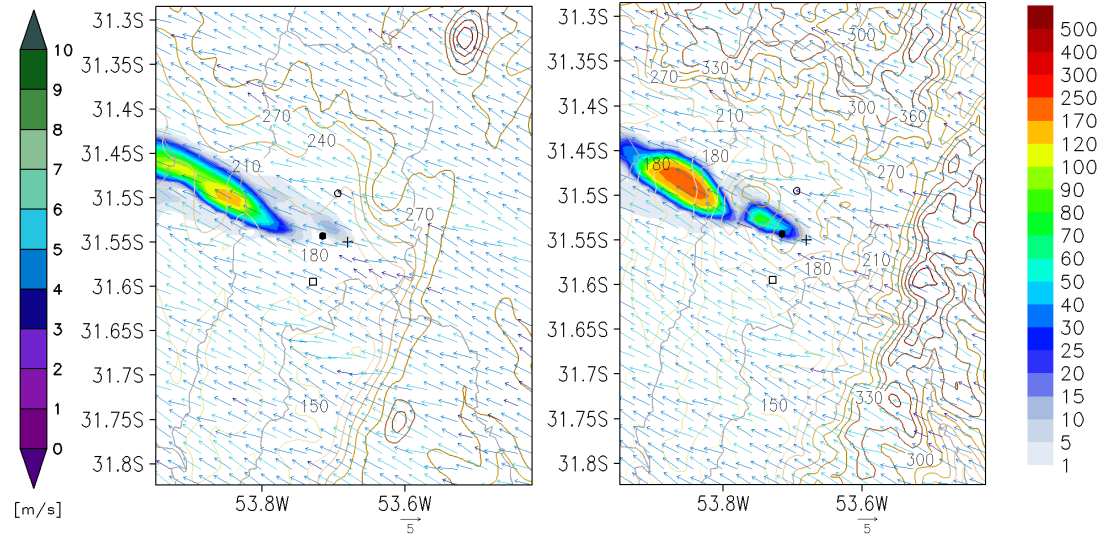 10
9
8
7
6
5
4
3
2
1
0
[m/s]
31.3S
31.35S
31.4S
31.45S
31.5S
31.55S
31.6S
31.65S
31.7S
31.75S
31.8S
270
240
210
270
180
150
53.8W
53.6W
5
31.3S
31.35S
31.4S
31.45S
31.5S
31.55S
31.6S
31.65S
31.7S
31.75S
31.8S
300
270
330
300
360
210
180
180
270
210
180
150
330
300
53.8W
53.6W
5
500
400
300
250
170
120
100
90
80
70
60
50
40
30
25
20
15
10
5
1